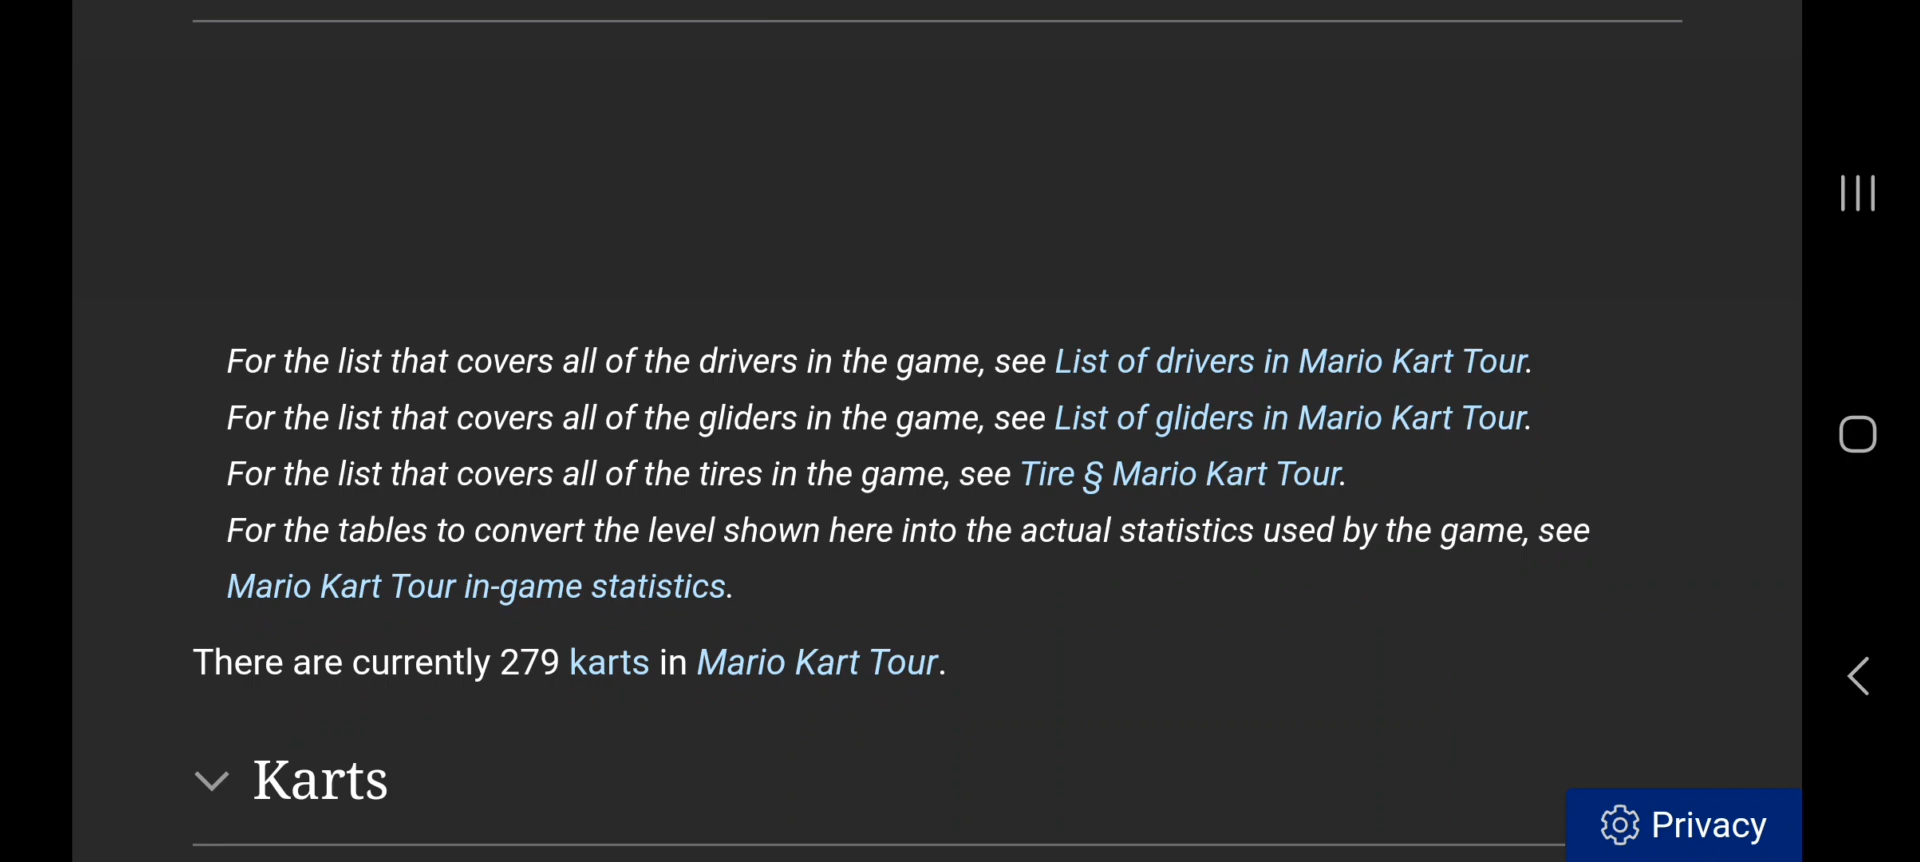 For the list that covers all of the drivers in the game, see List of drivers in Mario Kart Tour.
For the list that covers all of the gliders in the game, see List of gliders in Mario Kart Tour.
For the list that covers all of the tires in the game, see Tire § Mario Kart Tour.
For the tables to convert the level shown here into the actual statistics used by the game, see
Mario Kart Tour in-game statistics.
There are currently 279 karts in Mario Kart Tour.
Karts
Privacy